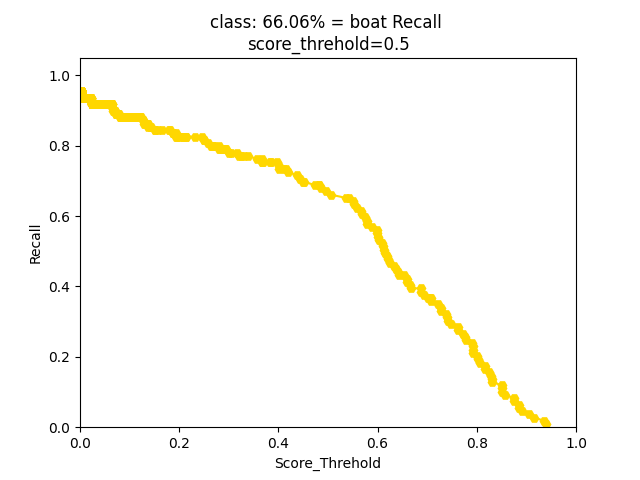 class: 66.06% = boat Recall
score_threhold=0.5
1.0
0.8
0.6
0.4
0.2
0.0
Recall
0.0 0.2 0.4 0.6 0.8 1.0
Score_Threhold